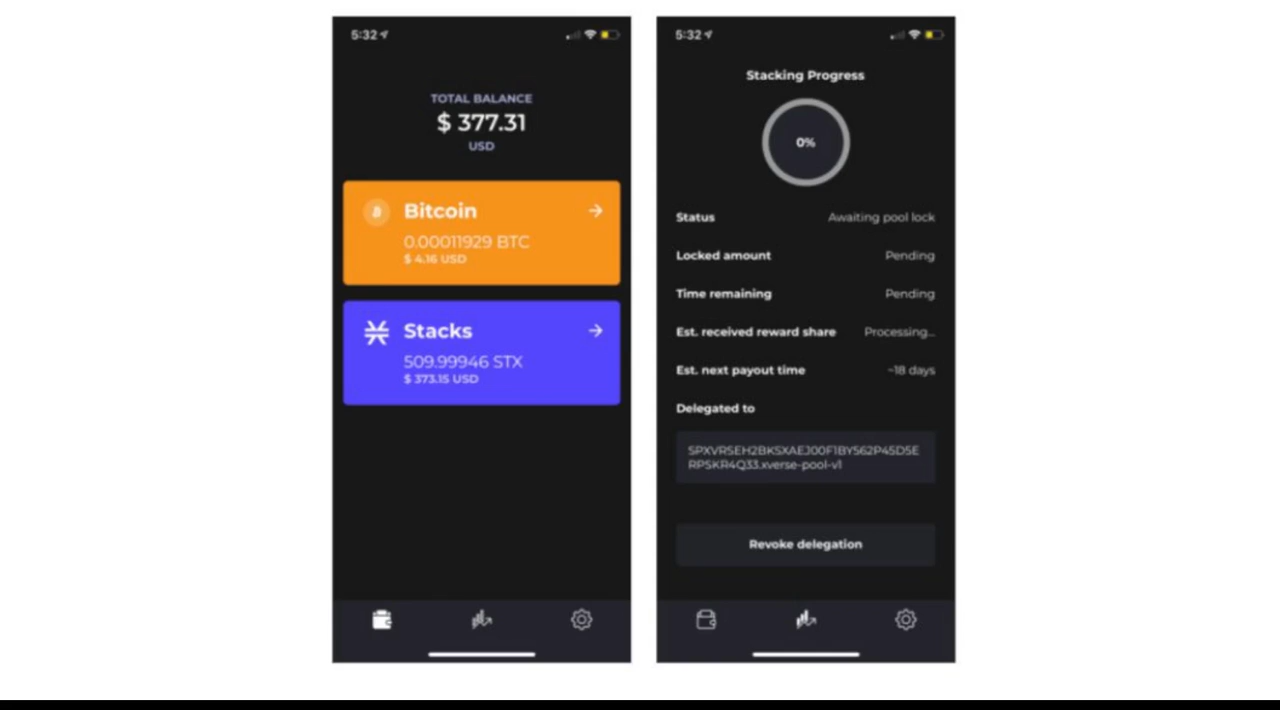 5:32
TOTAL BALANCE
$ 377.31
USD
Bitcoin
0.00011929 BTC
$ 4.16 USD
Stacks
509.99946 STX
$ 373.15 USD
5:32
Stacking Progress
0%
Status Awaiting pool lock
Locked amount Pending
Time remaining Pending
Est. received reward share Processing...
Est. next payout time ~18 days
Delegated to
SPXVRSEH2BKSXAEJ00F1BY562P45D5E
RPSKR4Q33.xverse-pool-v1
Revoke delegation